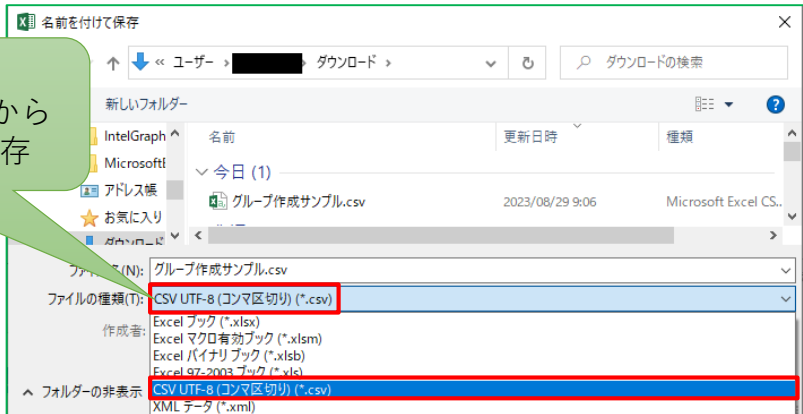 名前を付けて保存
« ユーザー › › ダウンロード ›
ダウンロードの検索
から
存
新しいフォルダー
IntelGraph
名前
更新日時
種類
Microsoft
今日 (1)
アドレス帳
グループ作成サンプル.csv
2023/08/29 9:06
Microsoft Excel CS..
お気に入り
ダウンロード
(N):
グループ作成サンプル.csv
ファイルの種類(T):
CSV UTF-8 (コンマ区切り) (*.csv)
作成者:
Excel ブック (*.xlsx)
Excel マクロ有効ブック (*.xlsm)
Excel バイナリ ブック (*.xlsb)
Excel 97-2003 ブック (*.xls)
フォルダーの非表示
CSV UTF-8 (コンマ区切り) (*.csv)
XML データ (*.xml)